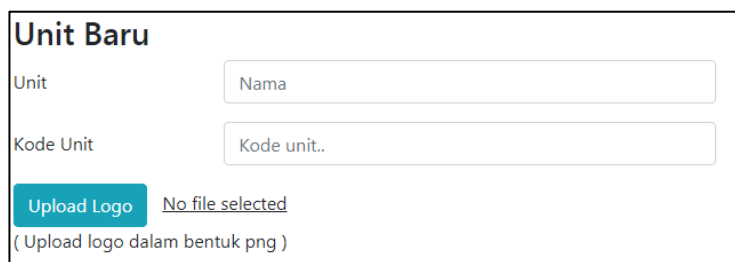 Unit Baru
Unit Nama
Kode Unit Kode unit..
Upload Logo No file selected
( Upload logo dalam bentuk png )